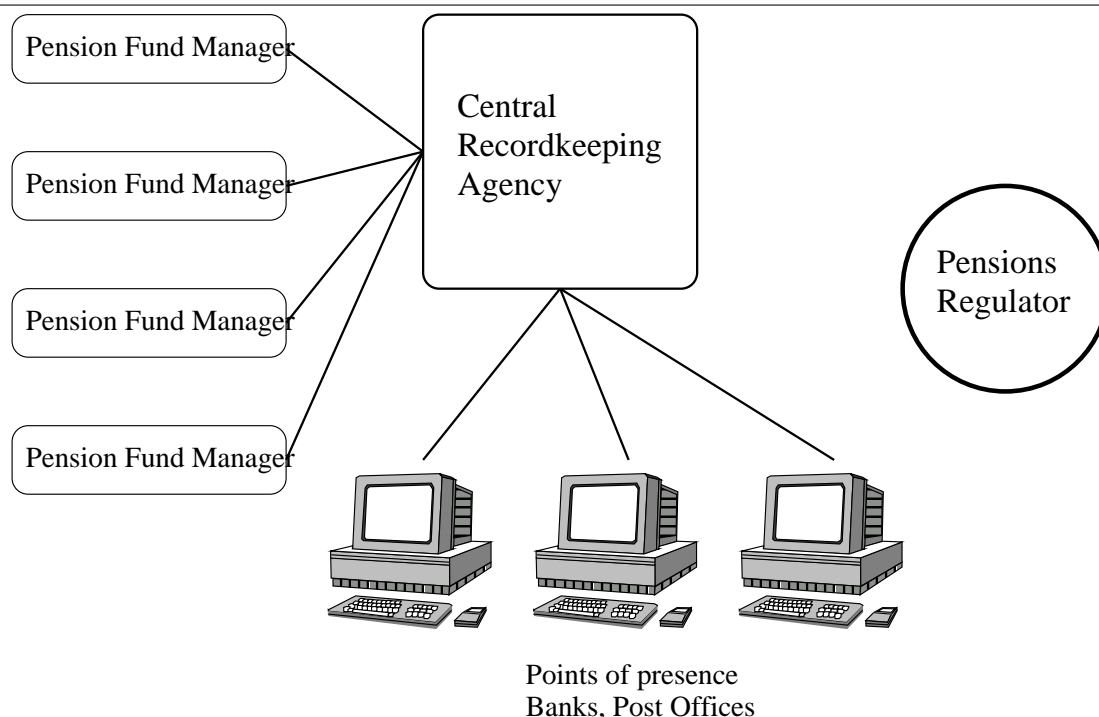 Pension Fund Manager
Pension Fund Manager
Pension Fund Manager
Pension Fund Manager
Central
Recordkeeping
Agency
Pensions
Regulator
Points of presence
Banks, Post Offices